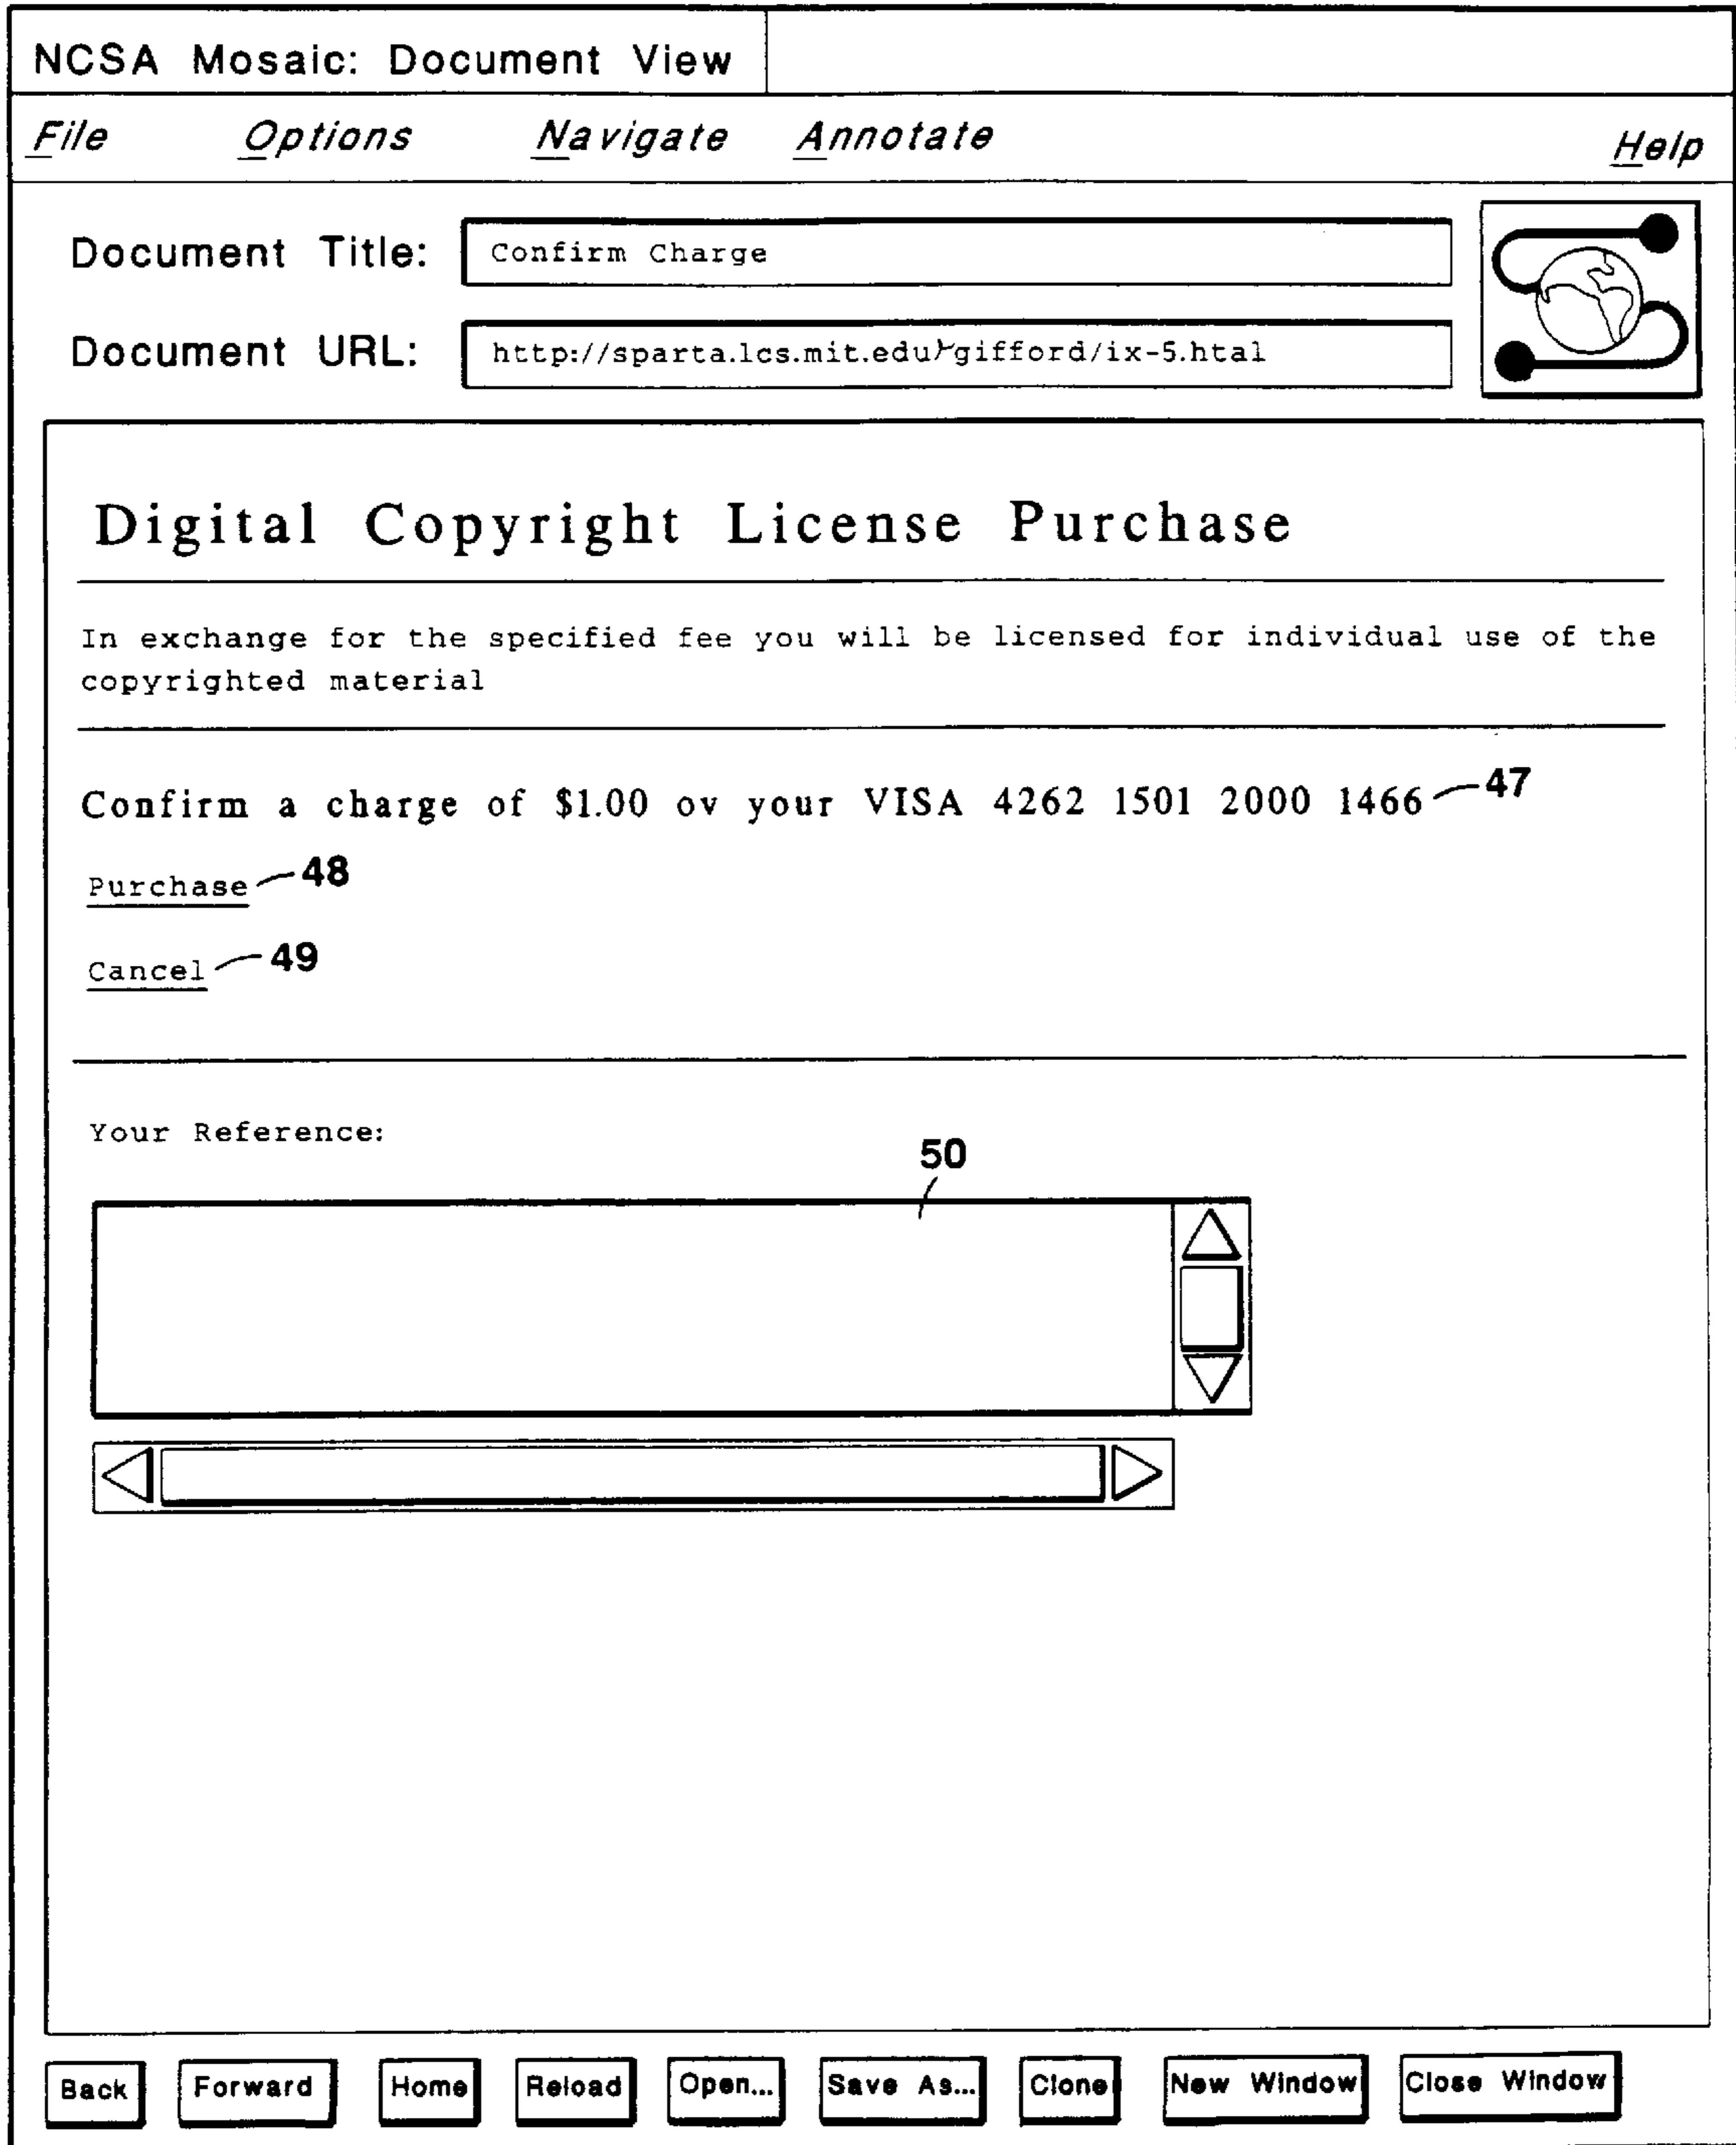 NCSA Mosaic: Document View
File Options Navigate Annotate Help
Document Title: Confirm Charge
Document URL: http://sparta.lcs.mit.edu/~gifford/ix-5.htal
Digital Copyright License Purchase
In exchange for the specified fee you will be licensed for individual use of the
copyrighted material
Confirm a charge of $1.00 ov your VISA 4262 1501 2000 1466 47
Purchase 48
Cancel 49
Your Reference:
50
Back Forward Home Reload Open... Save As... Clone New Window Close Window